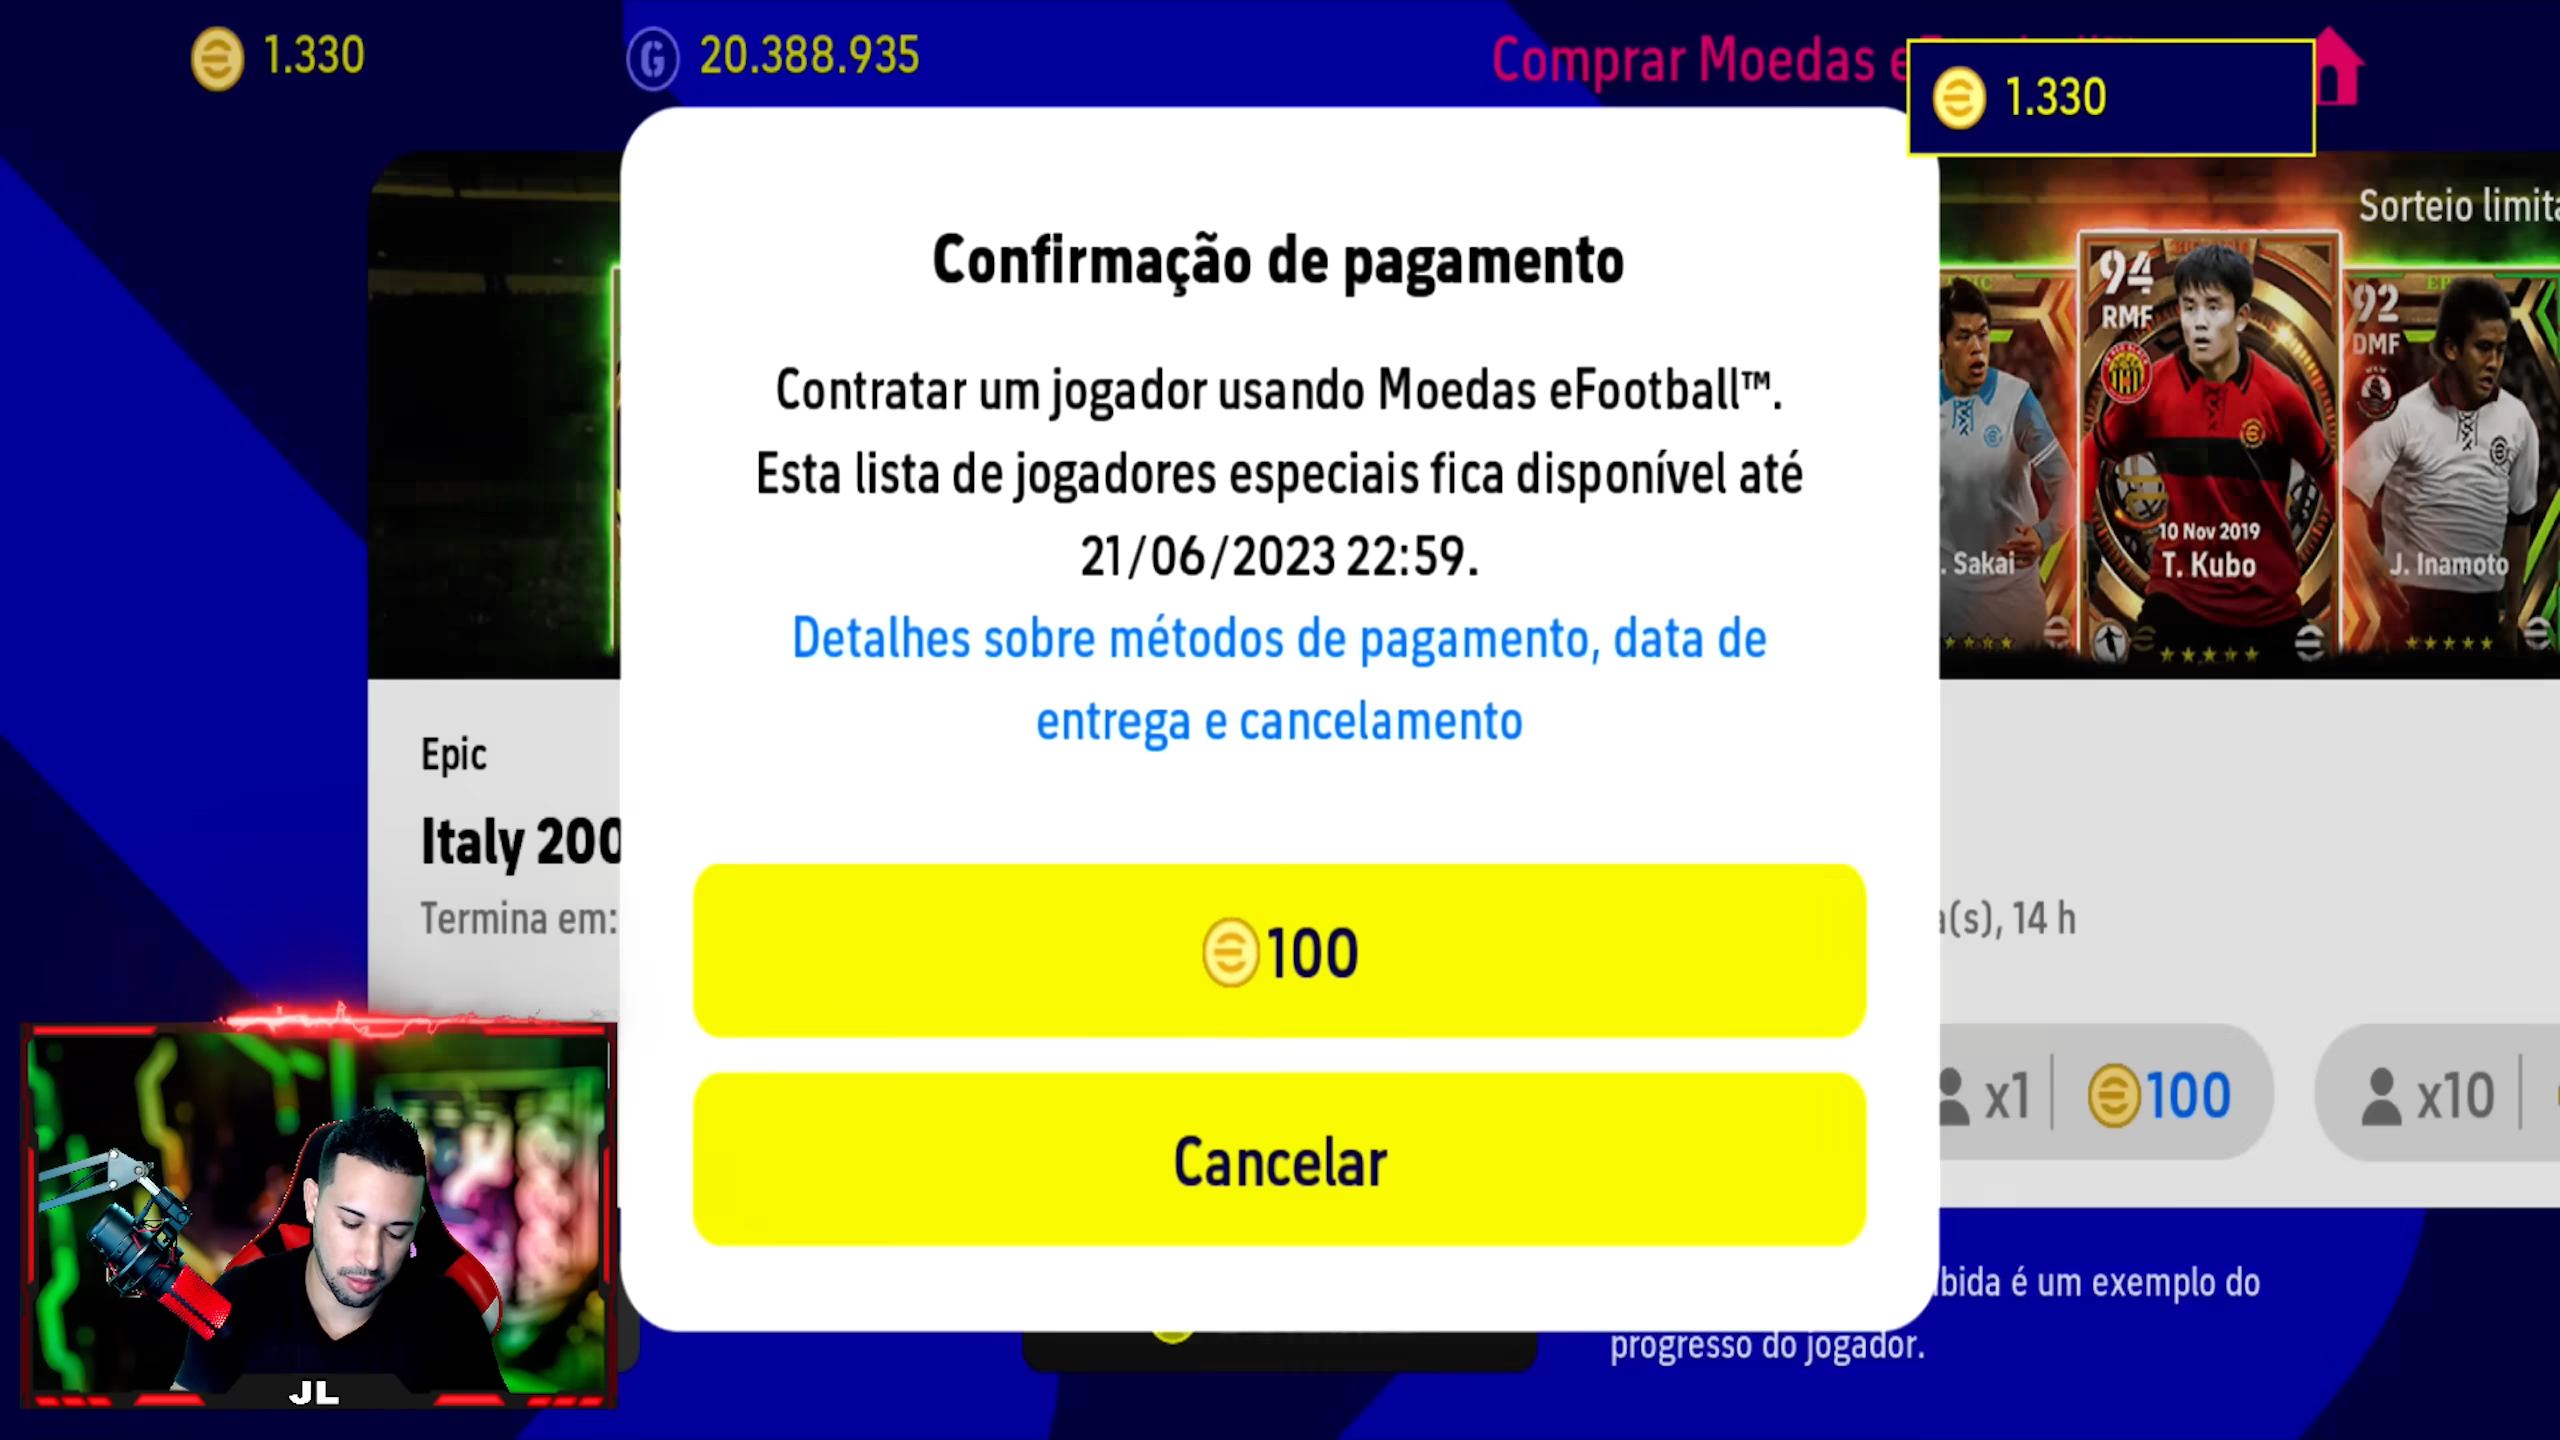 1.330
20.388.935
Comprar Moedas
1.330
Confirmação de pagamento
Contratar um jogador usando Moedas eFootball™.
Esta lista de jogadores especiais fica disponível até
21/06/2023 22:59.
Detalhes sobre métodos de pagamento, data de
entrega e cancelamento
100
Cancelar
Sorteio
94
RMF
10 Nov 2019
T. Kubo
Sakai
92
DMF
J. Inamoto
Epic
Italy 200
Termina em:
(s), 14 h
x1
100
x10
é um exemplo do
progresso do jogador.
JL